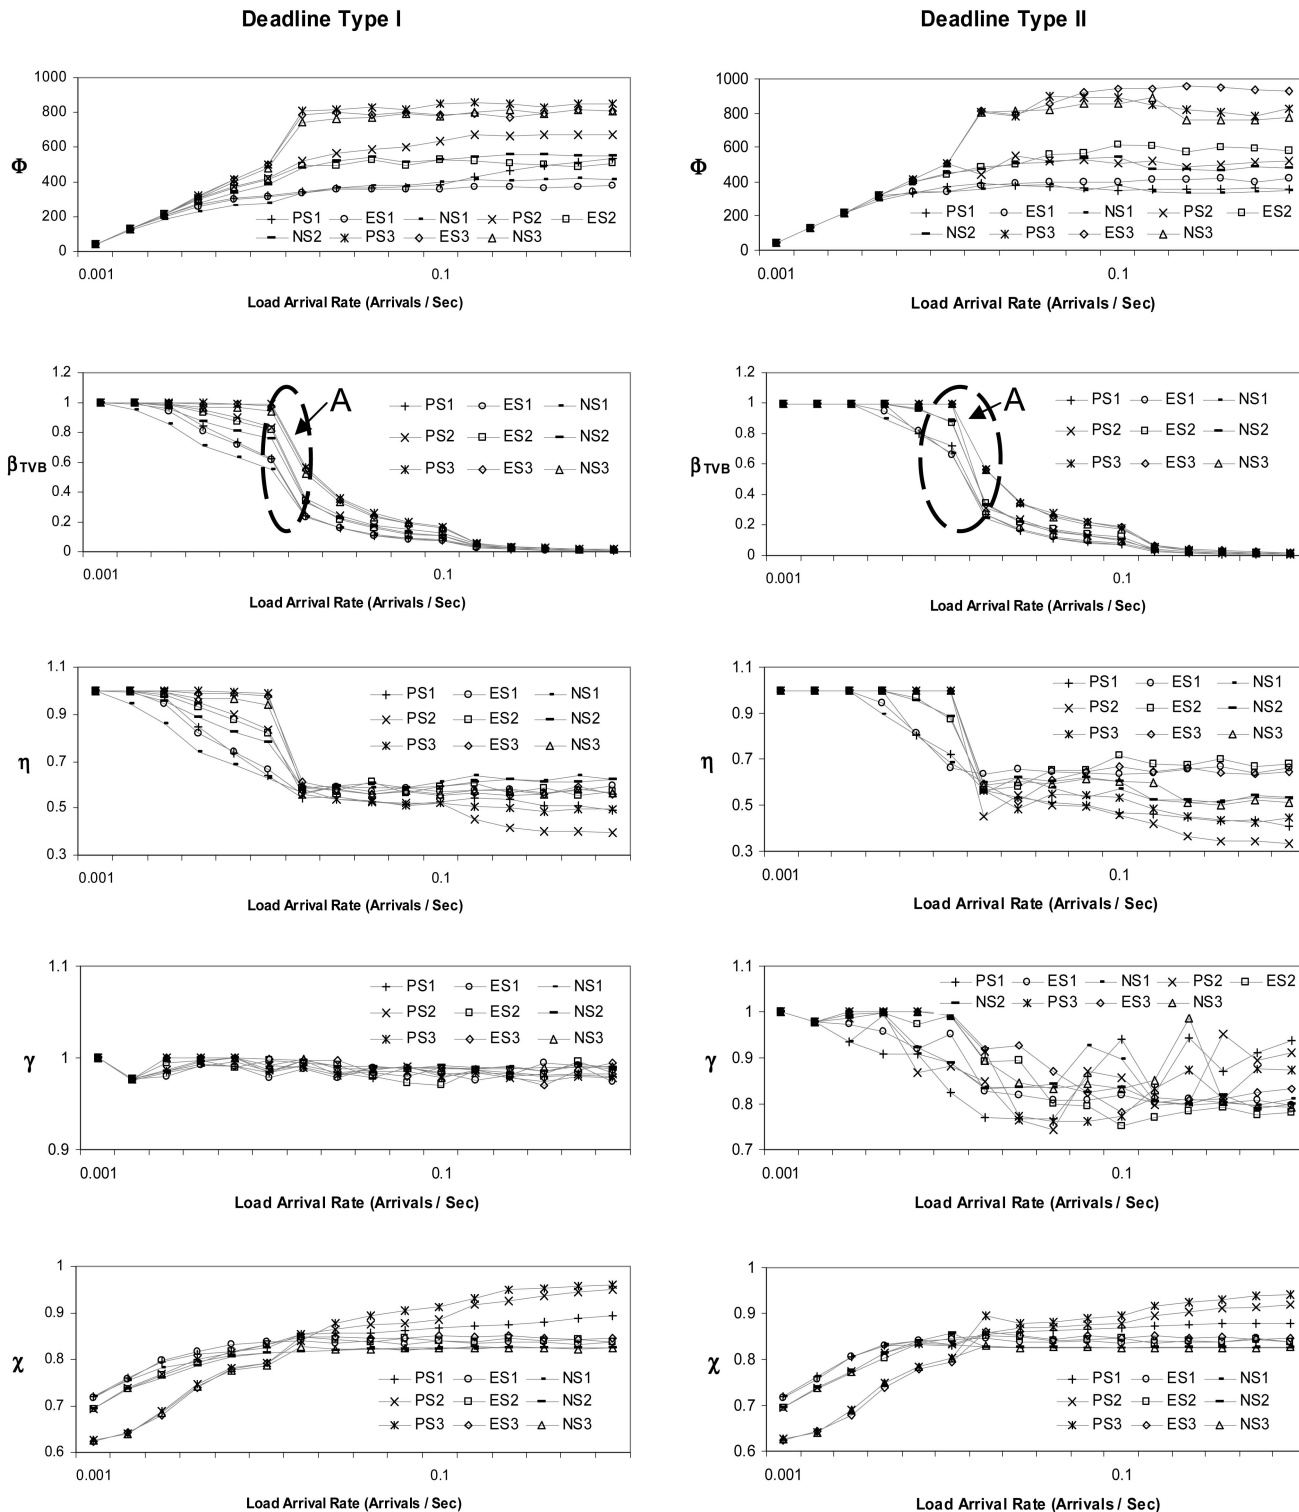 Deadline Type I
Deadline Type II
1000
800
600
400
200
0
Φ
PS1 ES1 NS1 PS2 ES2
NS2 PS3 ES3 NS3
0.001 0.1
Load Arrival Rate (Arrivals / Sec)
1000
800
600
400
200
0
Φ
PS1 ES1 NS1 PS2 ES2
NS2 PS3 ES3 NS3
0.001 0.1
Load Arrival Rate (Arrivals / Sec)
1.2
1
0.8
0.6
0.4
0.2
0
βTVB
A
PS1 ES1 NS1
PS2 ES2 NS2
PS3 ES3 NS3
0.001 0.1
Load Arrival Rate (Arrivals / Sec)
1.2
1
0.8
0.6
0.4
0.2
0
βTVB
A
PS1 ES1 NS1
PS2 ES2 NS2
PS3 ES3 NS3
0.001 0.1
Load Arrival Rate (Arrivals / Sec)
1.1
0.9
0.7
0.5
0.3
η
PS1 ES1 NS1
PS2 ES2 NS2
PS3 ES3 NS3
0.001 0.1
Load Arrival Rate (Arrivals / Sec)
1.1
0.9
0.7
0.5
0.3
η
PS1 ES1 NS1
PS2 ES2 NS2
PS3 ES3 NS3
0.001 0.1
Load Arrival Rate (Arrivals / Sec)
1.1
1
0.9
γ
PS1 ES1 NS1
PS2 ES2 NS2
PS3 ES3 NS3
0.001 0.1
Load Arrival Rate (Arrivals / Sec)
1.1
1
0.9
0.8
0.7
γ
PS1 ES1 NS1 PS2 ES2
NS2 PS3 ES3 NS3
0.001 0.1
Load Arrival Rate (Arrivals / Sec)
1
0.9
0.8
0.7
0.6
χ
PS1 ES1 NS1
PS2 ES2 NS2
PS3 ES3 NS3
0.001 0.1
Load Arrival Rate (Arrivals / Sec)
1
0.9
0.8
0.7
0.6
χ
PS1 ES1 NS1
PS2 ES2 NS2
PS3 ES3 NS3
0.001 0.1
Load Arrival Rate (Arrivals / Sec)